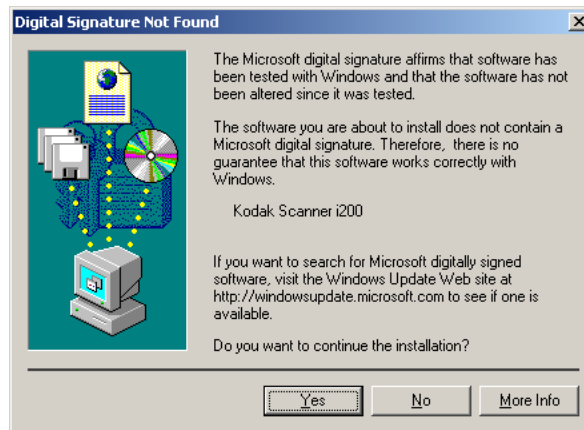 Digital Signature Not Found
The Microsoft digital signature affirms that software has
been tested with Windows and that the software has not
been altered since it was tested.
The software you are about to install does not contain a
Microsoft digital signature. Therefore, there is no
guarantee that this software works correctly with
Windows.
Kodak Scanner i200
If you want to search for Microsoft digitally signed
software, visit the Windows Update Web site at
http://windowsupdate.microsoft.com to see if one is
available.
Do you want to continue the installation?
Yes No More Info